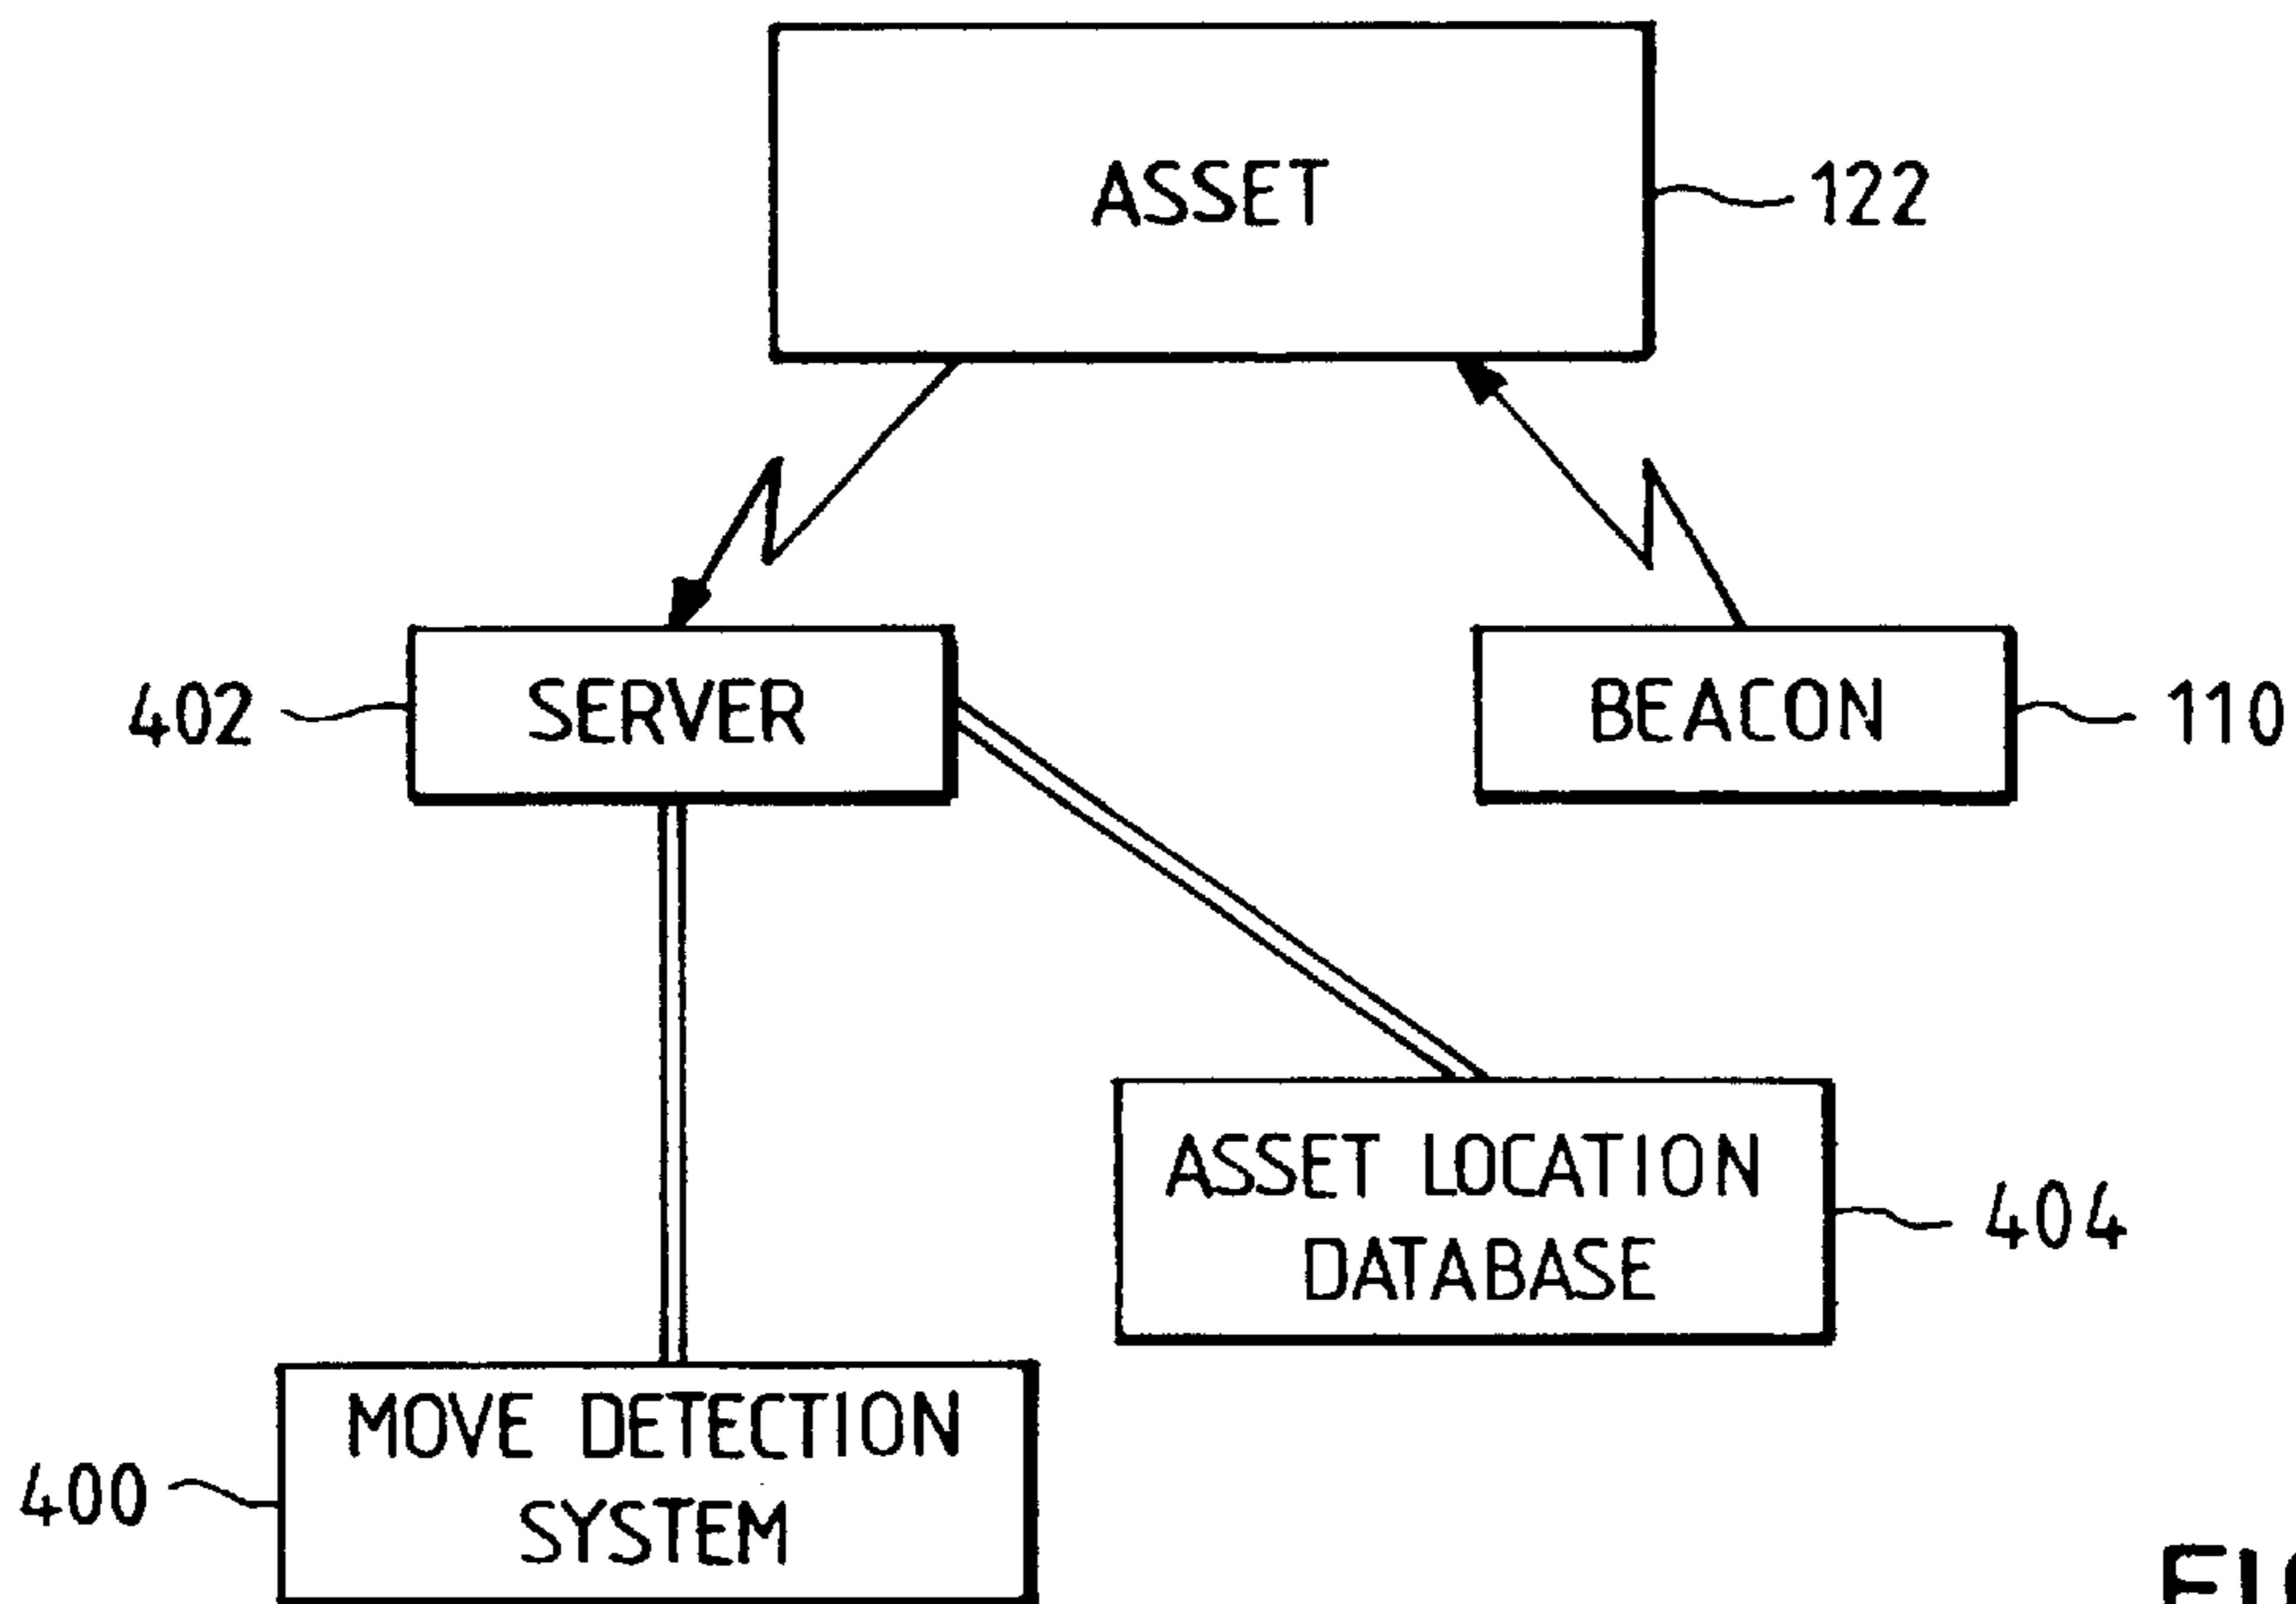 ASSET
122
402
SERVER
BEACON
110
ASSET LOCATION
DATABASE
404
MOVE DETECTION
SYSTEM
400